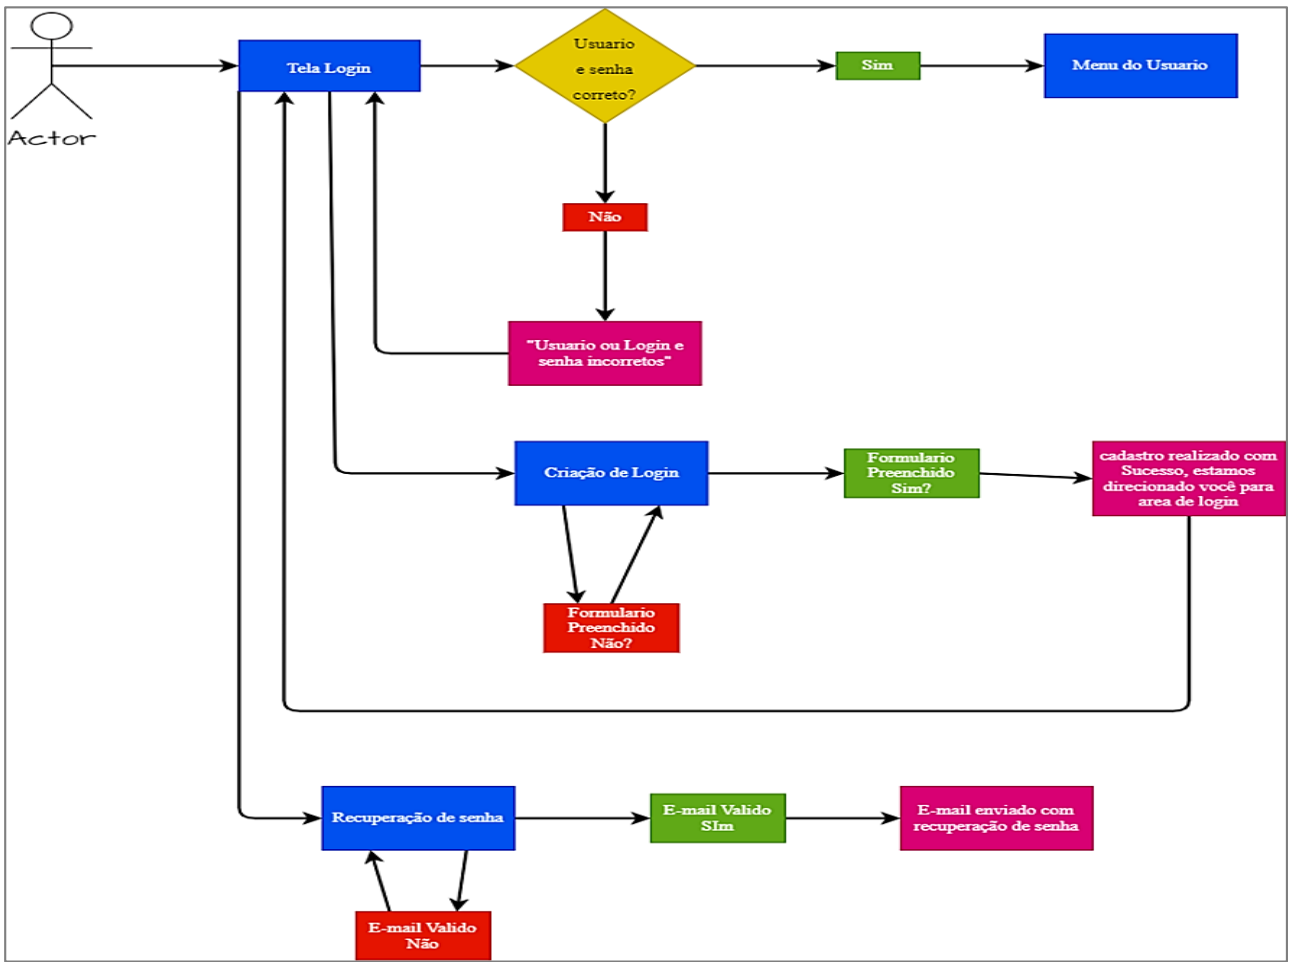 Actor
Tela Login
Usuario
e senha
correto?
Sim
Menu do Usuario
Não
"Usuario ou Login e
senha incorretos"
Criação de Login
Formulario
Preenchido
Sim?
cadastro realizado com
Sucesso, estamos
direcionado você para
area de login
Formulario
Preenchido
Não?
Recuperação de senha
E-mail Valido
SIm
E-mail enviado com
recuperação de senha
E-mail Valido
Não